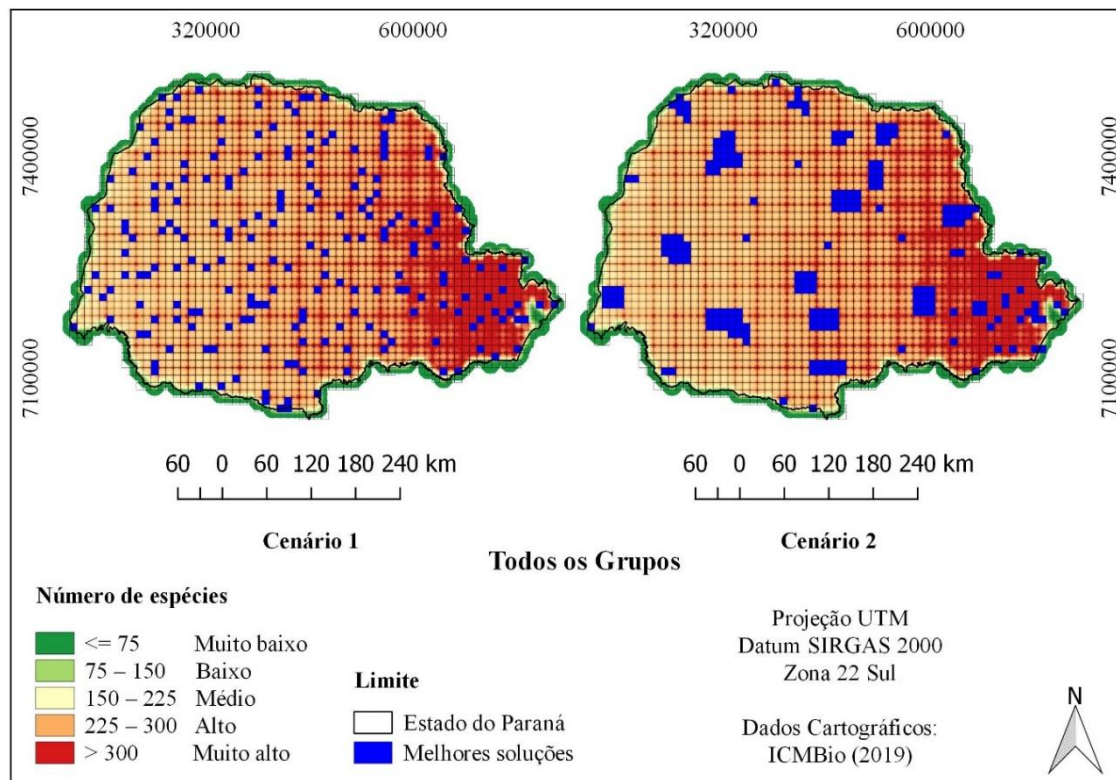 320000 600000 320000 600000
7400000 7400000
7100000 7100000
60 0 60 120 180 240 km 60 0 60 120 180 240 km
Cenário 1 Cenário 2
Todos os Grupos
Número de espécies
<= 75 Muito baixo
75 – 150 Baixo
150 – 225 Médio
225 – 300 Alto
> 300 Muito alto
Limite
Estado do Paraná
Melhores soluções
Projeção UTM
Datum SIRGAS 2000
Zona 22 Sul
Dados Cartográficos:
ICMBio (2019)
N